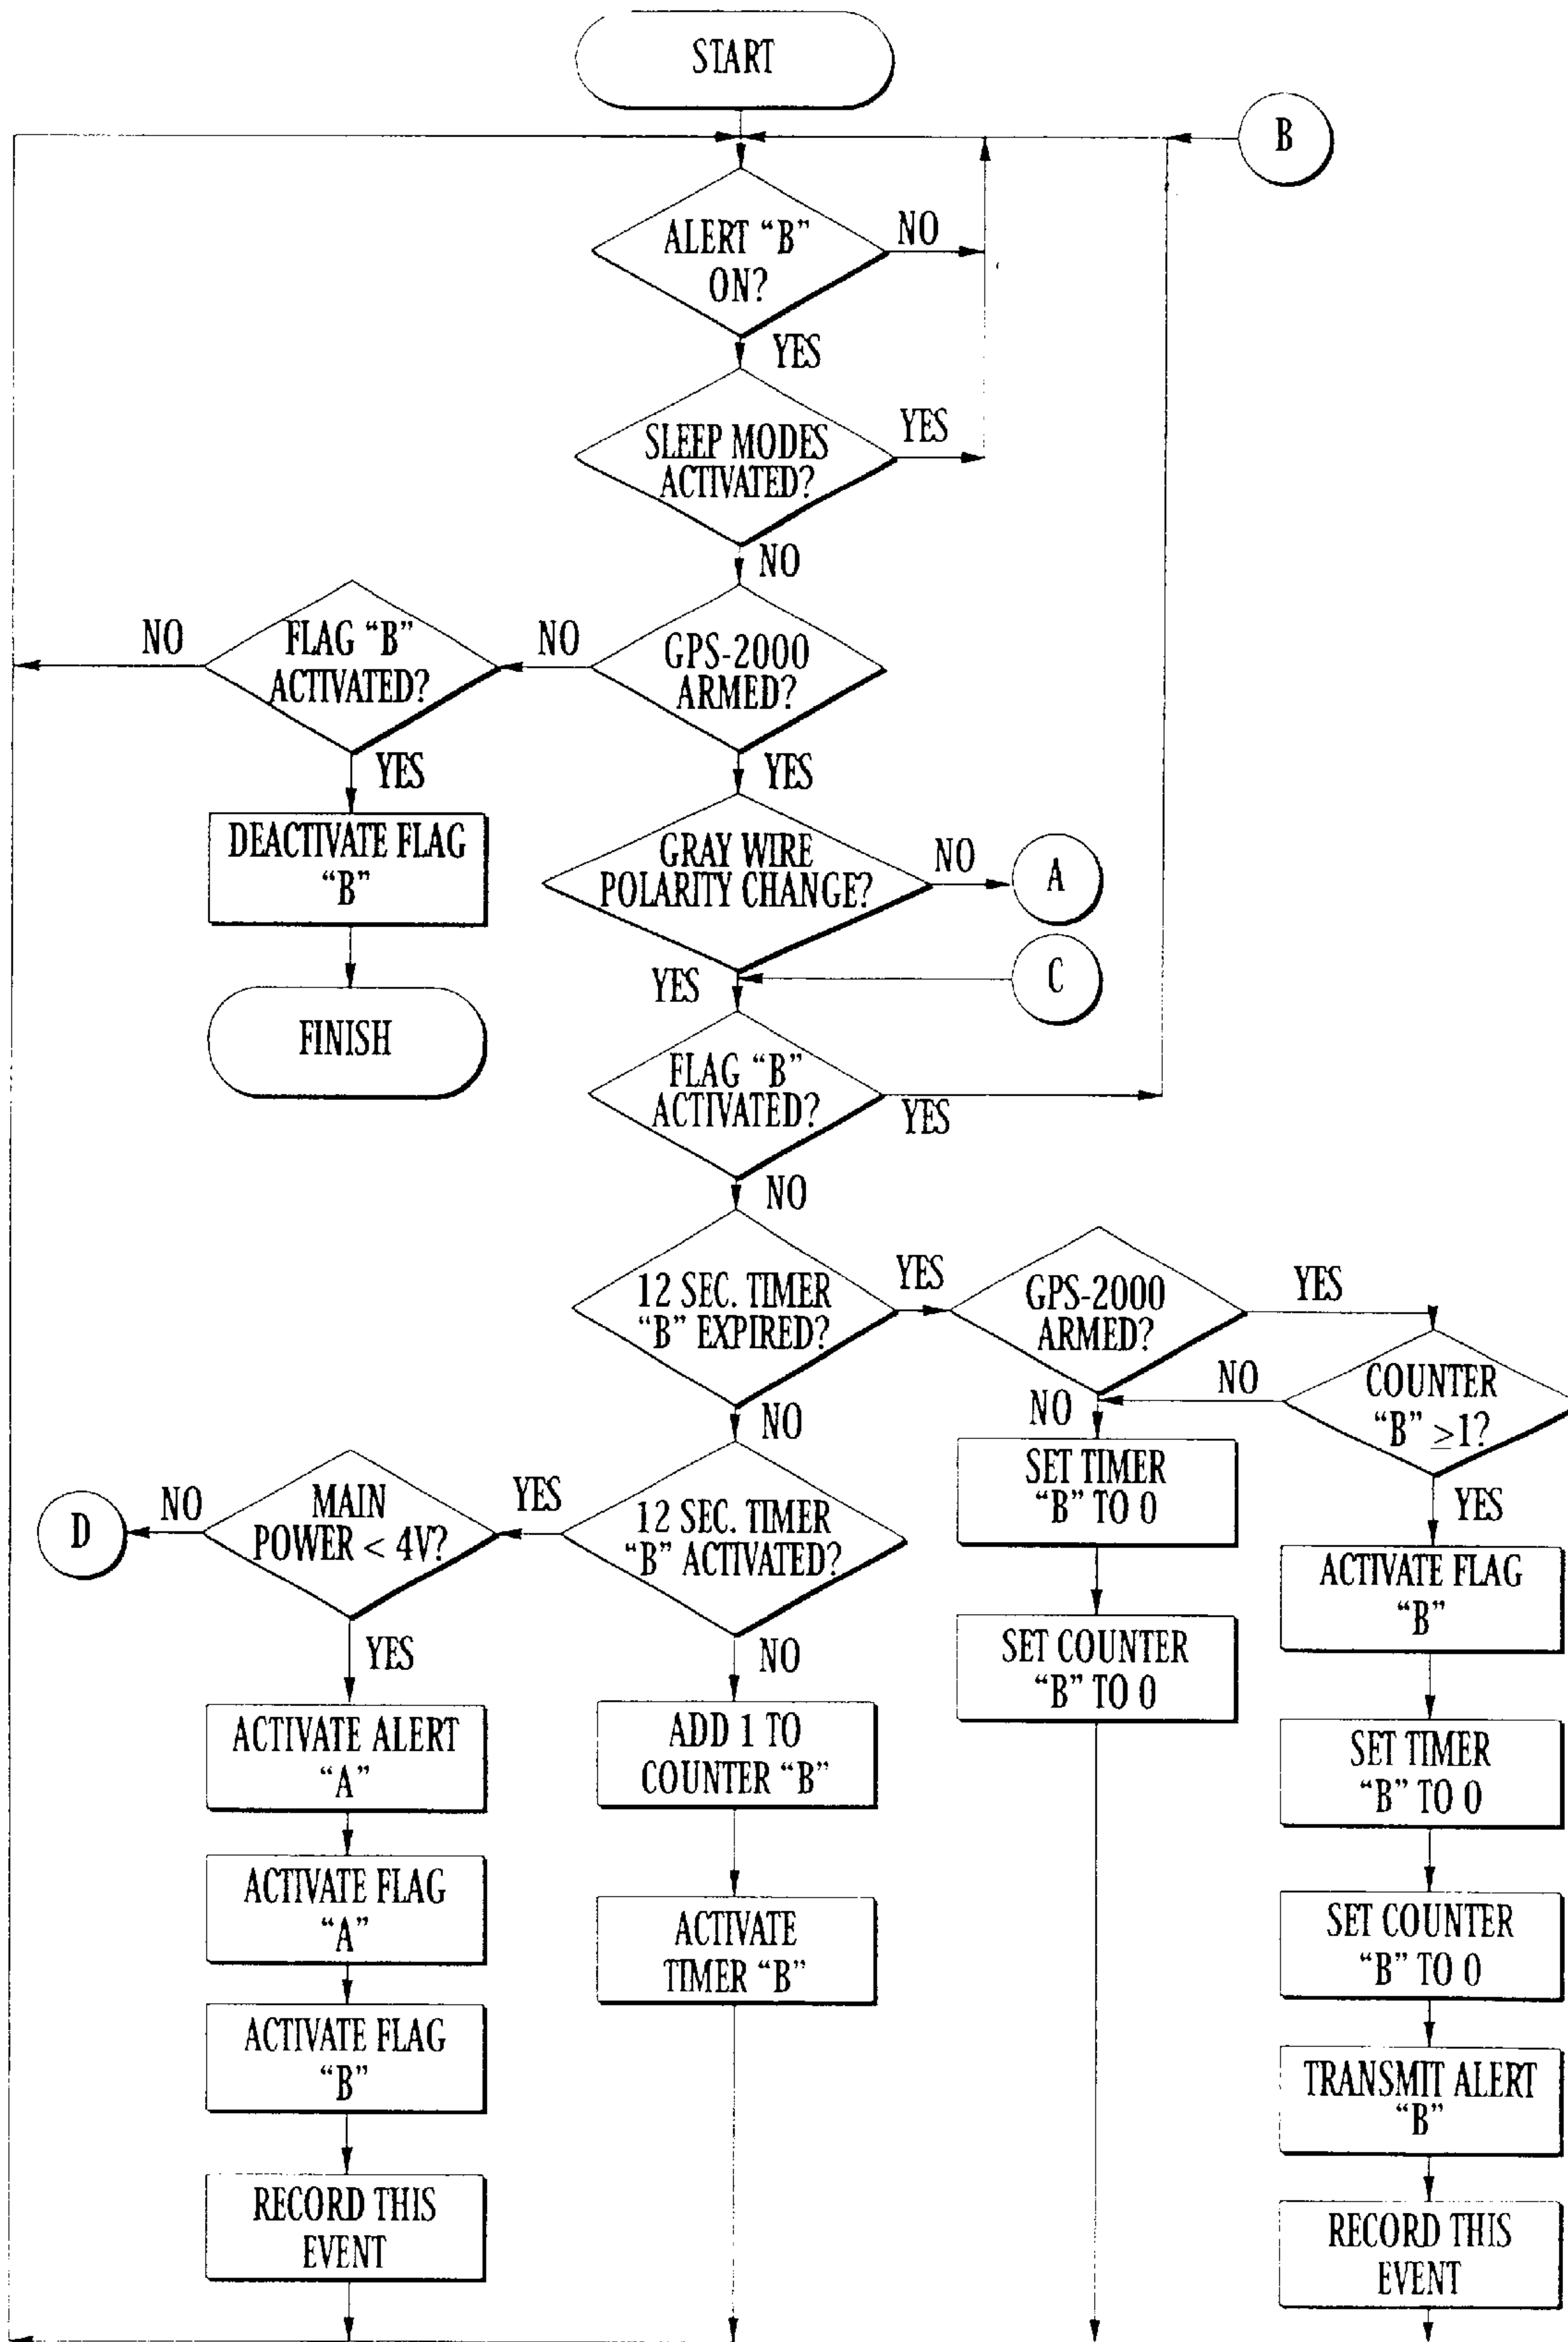 START
B
ALERT “B”
ON?
NO
YES
SLEEP MODES
ACTIVATED?
YES
NO
GPS-2000
ARMED?
NO
FLAG “B”
ACTIVATED?
NO
YES
DEACTIVATE FLAG
“B”
FINISH
YES
GRAY WIRE
POLARITY CHANGE?
NO
A
YES
C
FLAG “B”
ACTIVATED?
YES
NO
12 SEC. TIMER
“B” EXPIRED?
YES
GPS-2000
ARMED?
YES
COUNTER
“B” ≥1?
NO
NO
SET TIMER
“B” TO 0
SET COUNTER
“B” TO 0
YES
ACTIVATE FLAG
“B”
SET TIMER
“B” TO 0
SET COUNTER
“B” TO 0
TRANSMIT ALERT
“B”
RECORD THIS
EVENT
NO
12 SEC. TIMER
“B” ACTIVATED?
YES
MAIN
POWER < 4V?
NO
D
YES
ACTIVATE ALERT
“A”
ACTIVATE FLAG
“A”
ACTIVATE FLAG
“B”
RECORD THIS
EVENT
NO
ADD 1 TO
COUNTER “B”
ACTIVATE
TIMER “B”